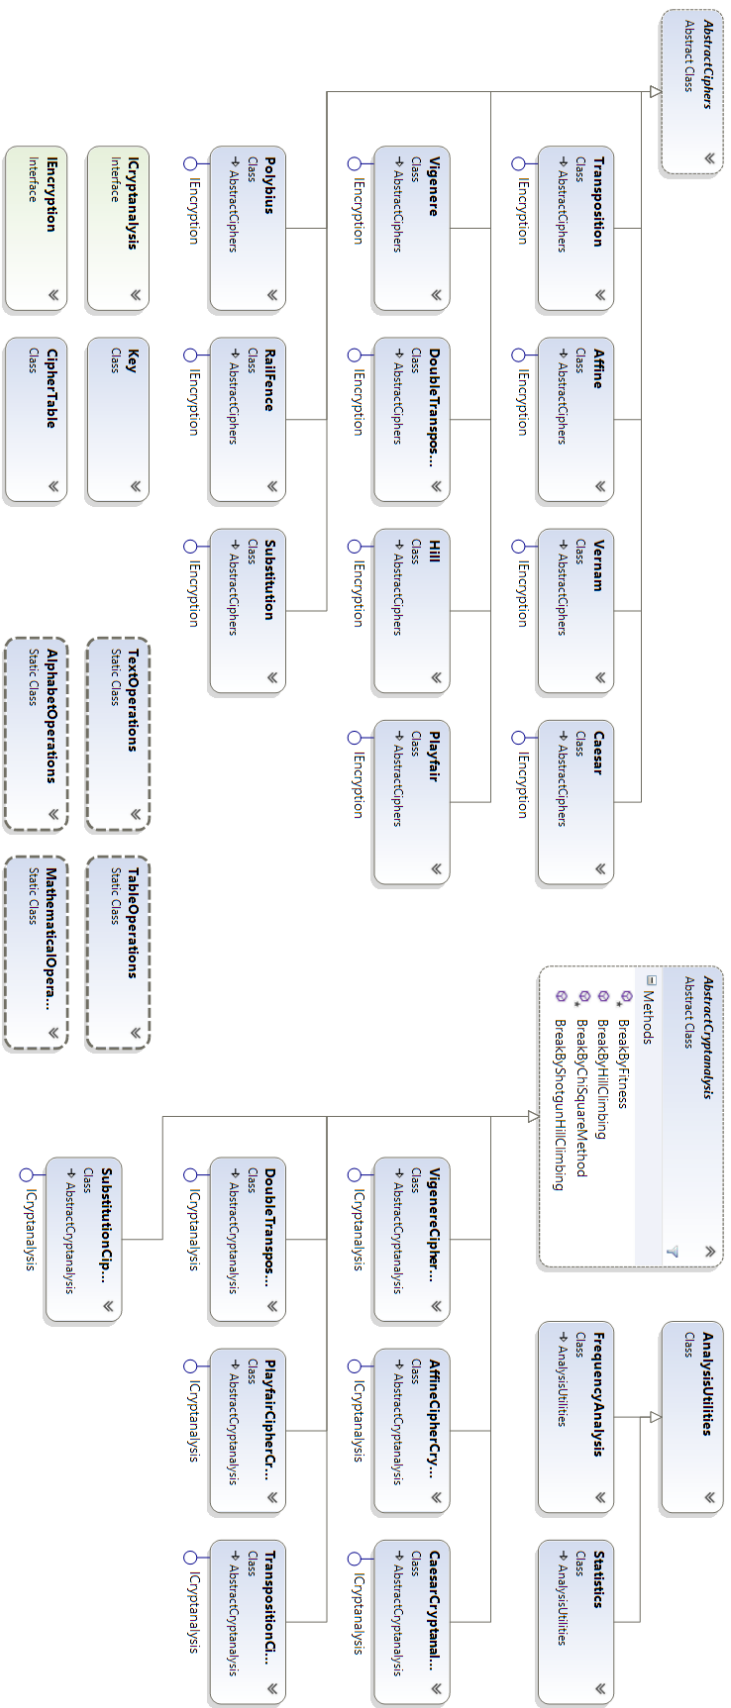 AbstractCiphers
Abstract Class
Transposition
Class
AbstractCiphers
IEncryption
Affine
Class
AbstractCiphers
IEncryption
Vernam
Class
AbstractCiphers
IEncryption
Caesar
Class
AbstractCiphers
IEncryption
Vigenere
Class
AbstractCiphers
IEncryption
DoubleTranspos...
Class
AbstractCiphers
IEncryption
Hill
Class
AbstractCiphers
IEncryption
Playfair
Class
AbstractCiphers
IEncryption
Polybius
Class
AbstractCiphers
IEncryption
RailFence
Class
AbstractCiphers
IEncryption
Substitution
Class
AbstractCiphers
IEncryption
ICryptanalysis
Interface
Key
Class
IEncryption
Interface
CipherTable
Class
TextOperations
Static Class
TableOperations
Static Class
AlphabetOperations
Static Class
MathematicalOpera...
Static Class
AbstractCryptanalysis
Abstract Class
Methods
BreakByFitness
BreakByHillClimbing
BreakByChiSquareMethod
BreakByShotgunHillClimbing
AnalysisUtilities
Class
FrequencyAnalysis
Class
AnalysisUtilities
Statistics
Class
AnalysisUtilities
VigenereCipher...
Class
AbstractCryptanalysis
ICryptanalysis
AffineCipherCry...
Class
AbstractCryptanalysis
ICryptanalysis
CaesarCryptanal...
Class
AbstractCryptanalysis
ICryptanalysis
DoubleTranspos...
Class
AbstractCryptanalysis
ICryptanalysis
PlayfairCipherCr...
Class
AbstractCryptanalysis
ICryptanalysis
TranspositionCi...
Class
AbstractCryptanalysis
ICryptanalysis
SubstitutionCip...
Class
AbstractCryptanalysis
ICryptanalysis